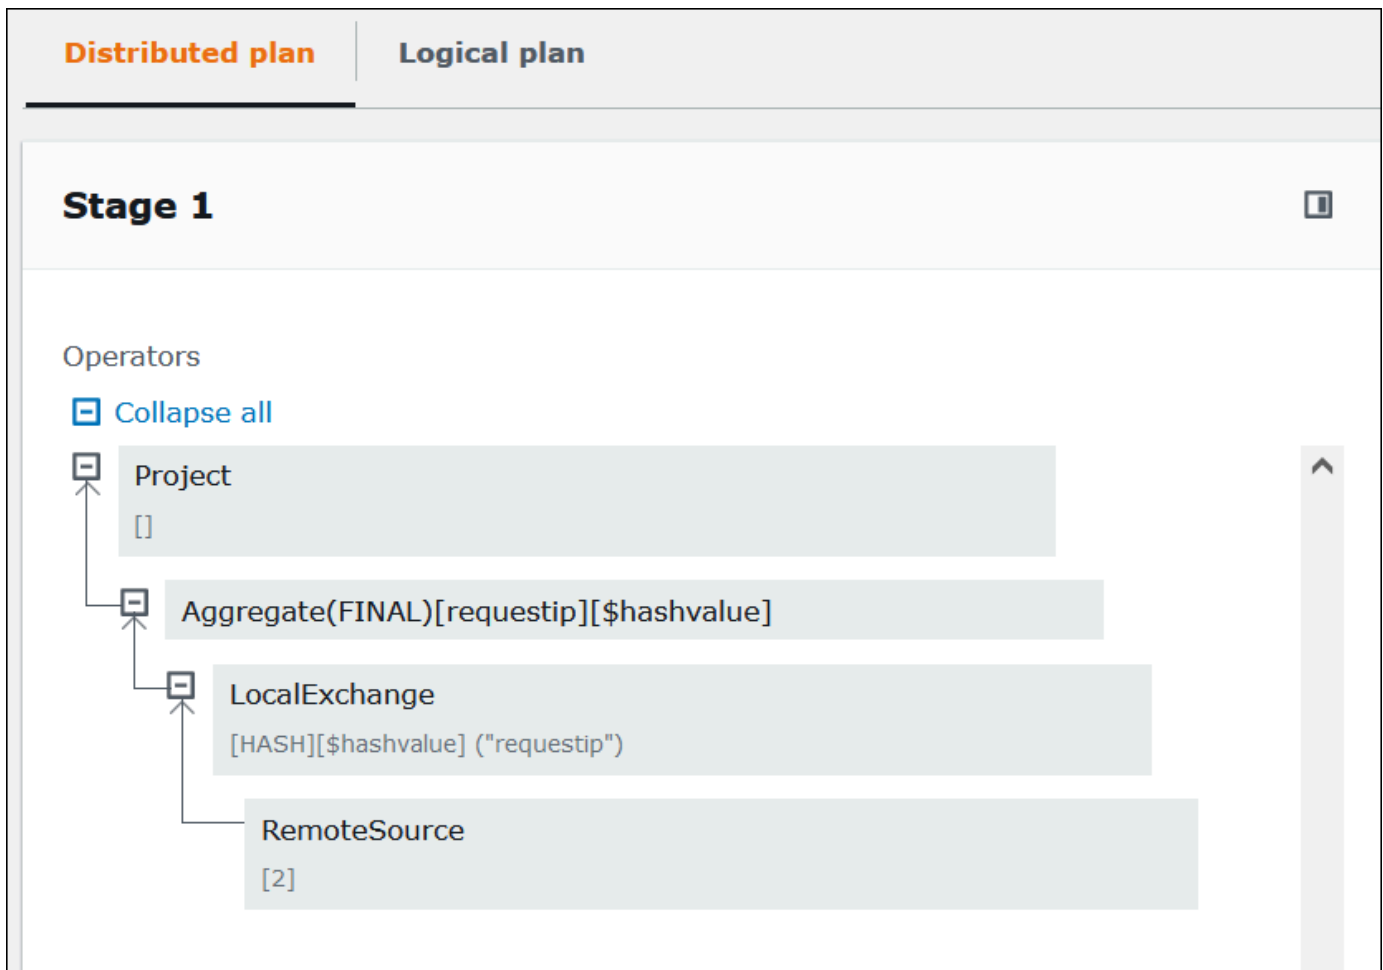 Distributed plan
Logical plan
Stage 1
Operators
Collapse all
Project
[]
Aggregate(FINAL)[requestip][$hashvalue]
LocalExchange
[HASH][$hashvalue] ("requestip")
RemoteSource
[2]